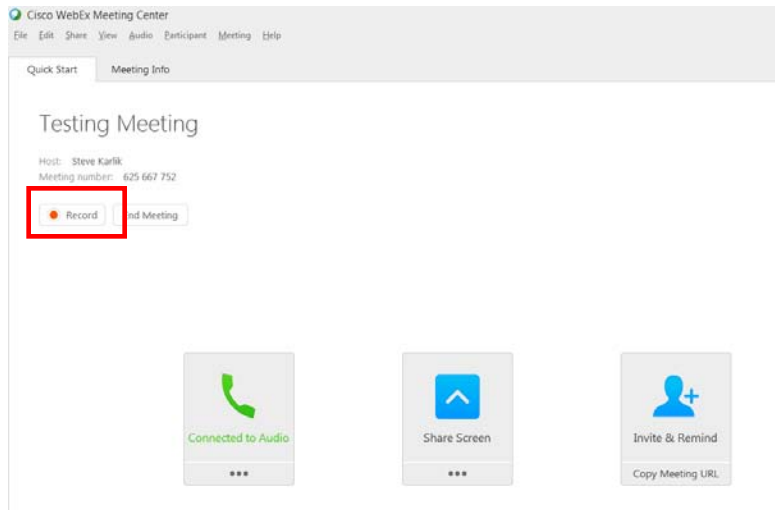 Cisco WebEx Meeting Center
File Edit Share View Audio Participant Meeting Help
Quick Start Meeting Info
Testing Meeting
Host: Steve Karlik
Meeting number: 625 667 752
Record nd Meeting
Connected to Audio Share Screen Invite & Remind
Copy Meeting URL